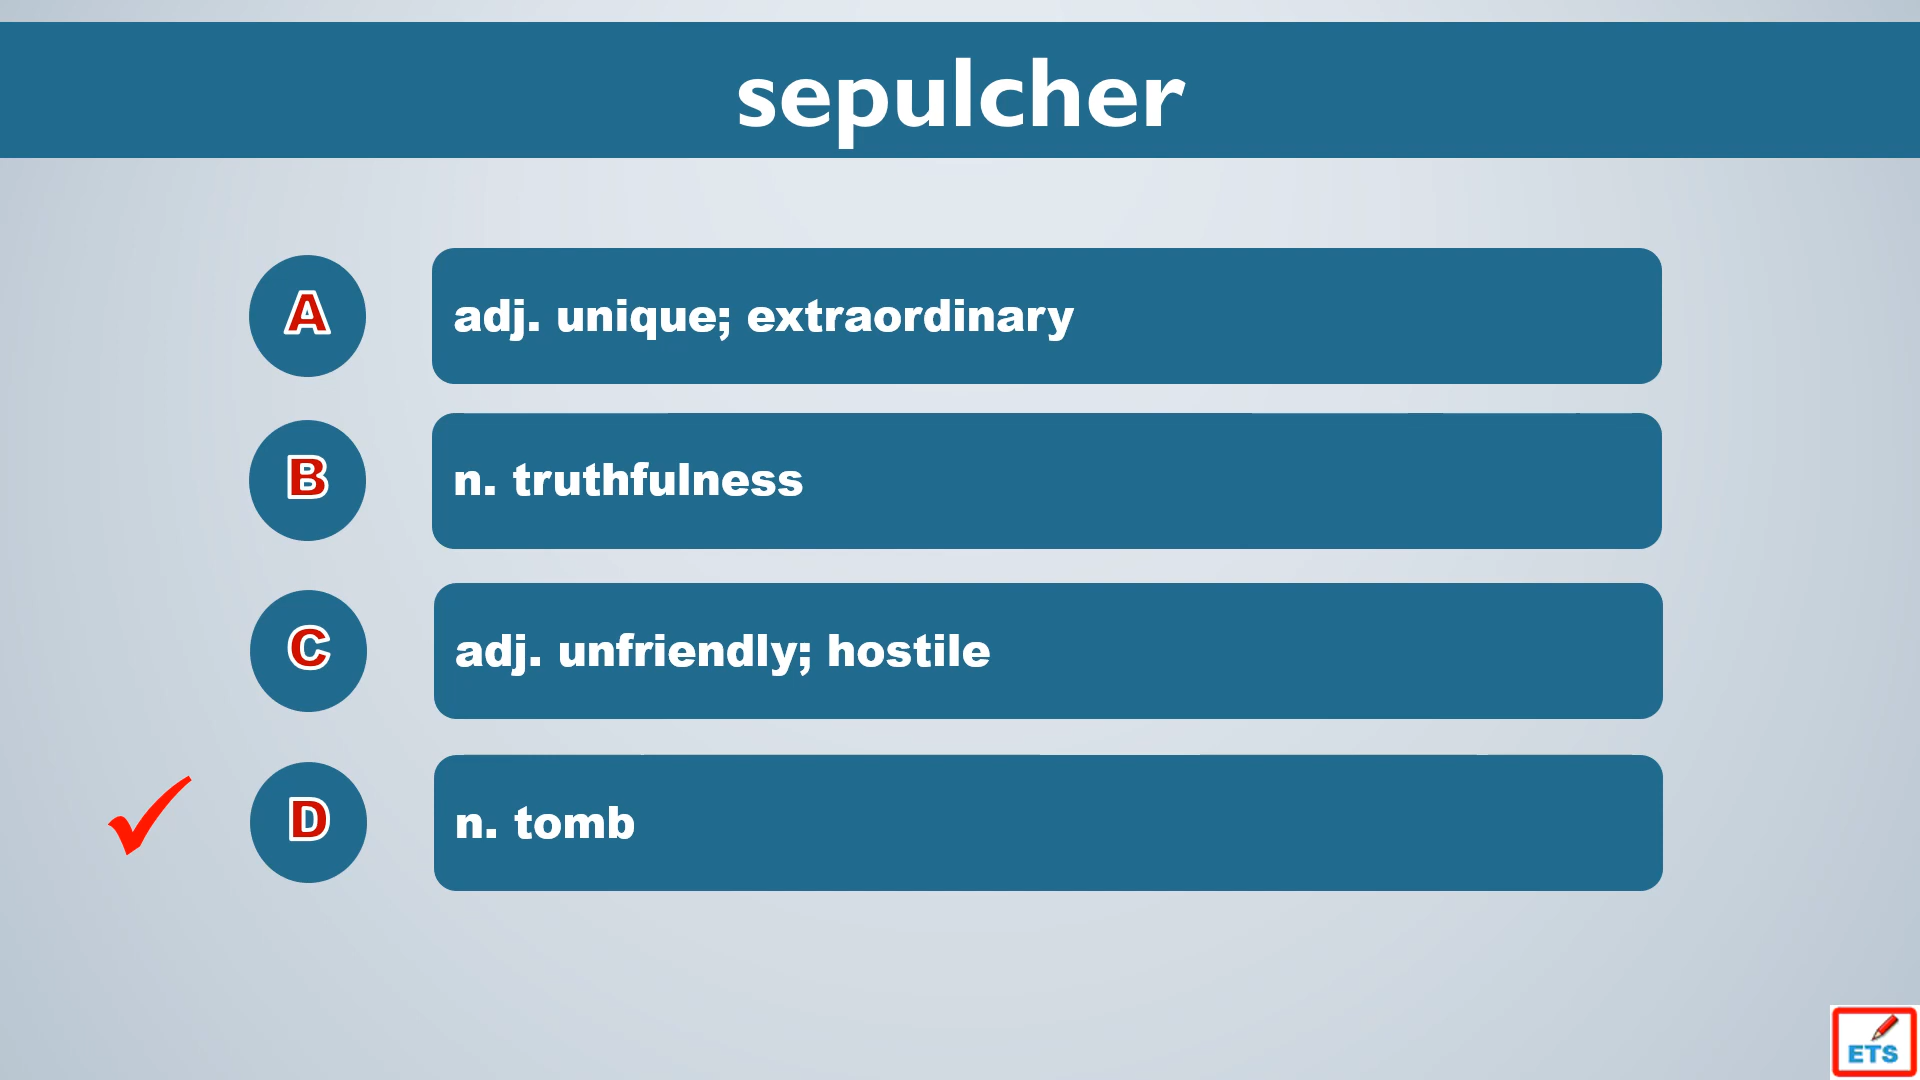 sepulcher
A
adj. unique; extraordinary
B
n. truthfulness
C
adj. unfriendly; hostile
D
n. tomb
ETS